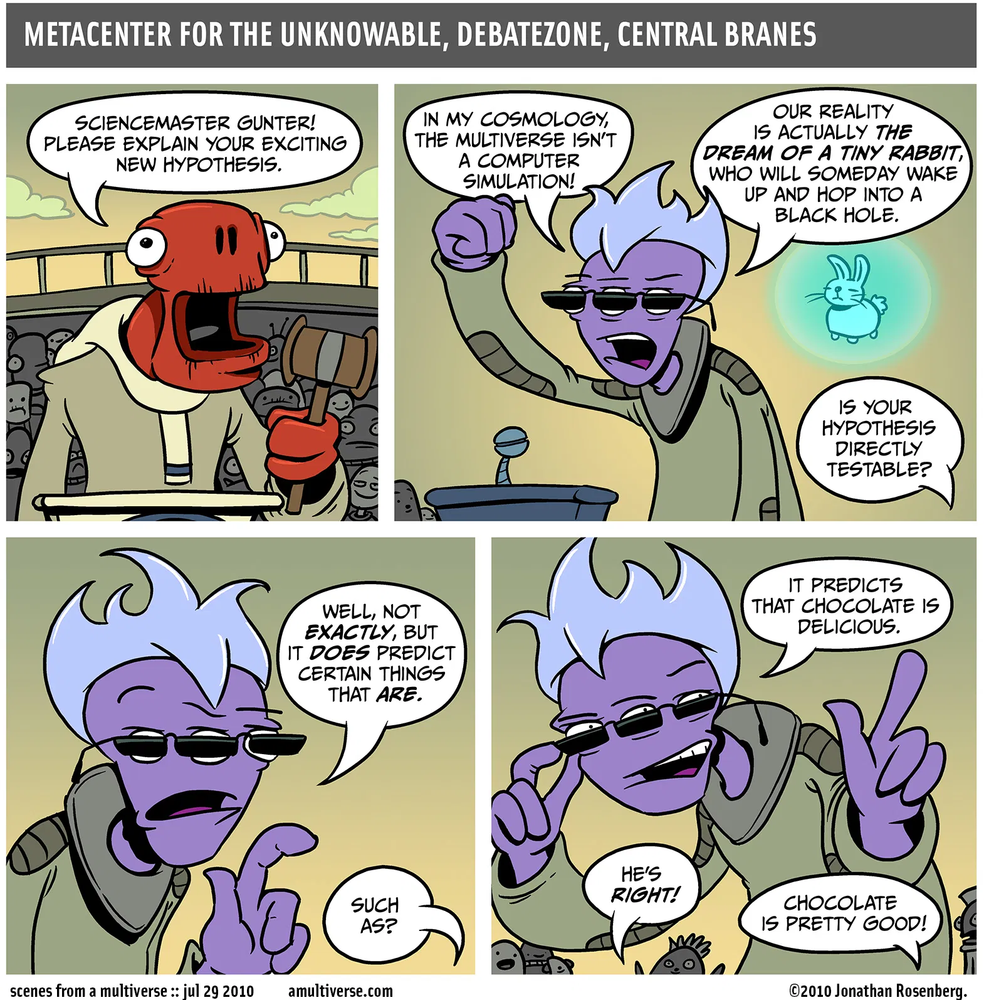 METACENTER FOR THE UNKNOWABLE, DEBATEZONE, CENTRAL BRANES
SCIENCEMASTER GUNTER!
PLEASE EXPLAIN YOUR EXCITING
NEW HYPOTHESIS.
IN MY COSMOLOGY,
THE MULTIVERSE ISN'T
A COMPUTER
SIMULATION!
OUR REALITY
IS ACTUALLY THE
DREAM OF A TINY RABBIT,
WHO WILL SOMEDAY WAKE
UP AND HOP INTO A
BLACK HOLE.
IS YOUR
HYPOTHESIS
DIRECTLY
TESTABLE?
WELL, NOT
EXACTLY, BUT
IT DOES PREDICT
CERTAIN THINGS
THAT ARE.
SUCH
AS?
IT PREDICTS
THAT CHOCOLATE IS
DELICIOUS.
HE'S
RIGHT!
CHOCOLATE
IS PRETTY GOOD!
scenes from a multiverse :: jul 29 2010
amultiverse.com
©2010 Jonathan Rosenberg.